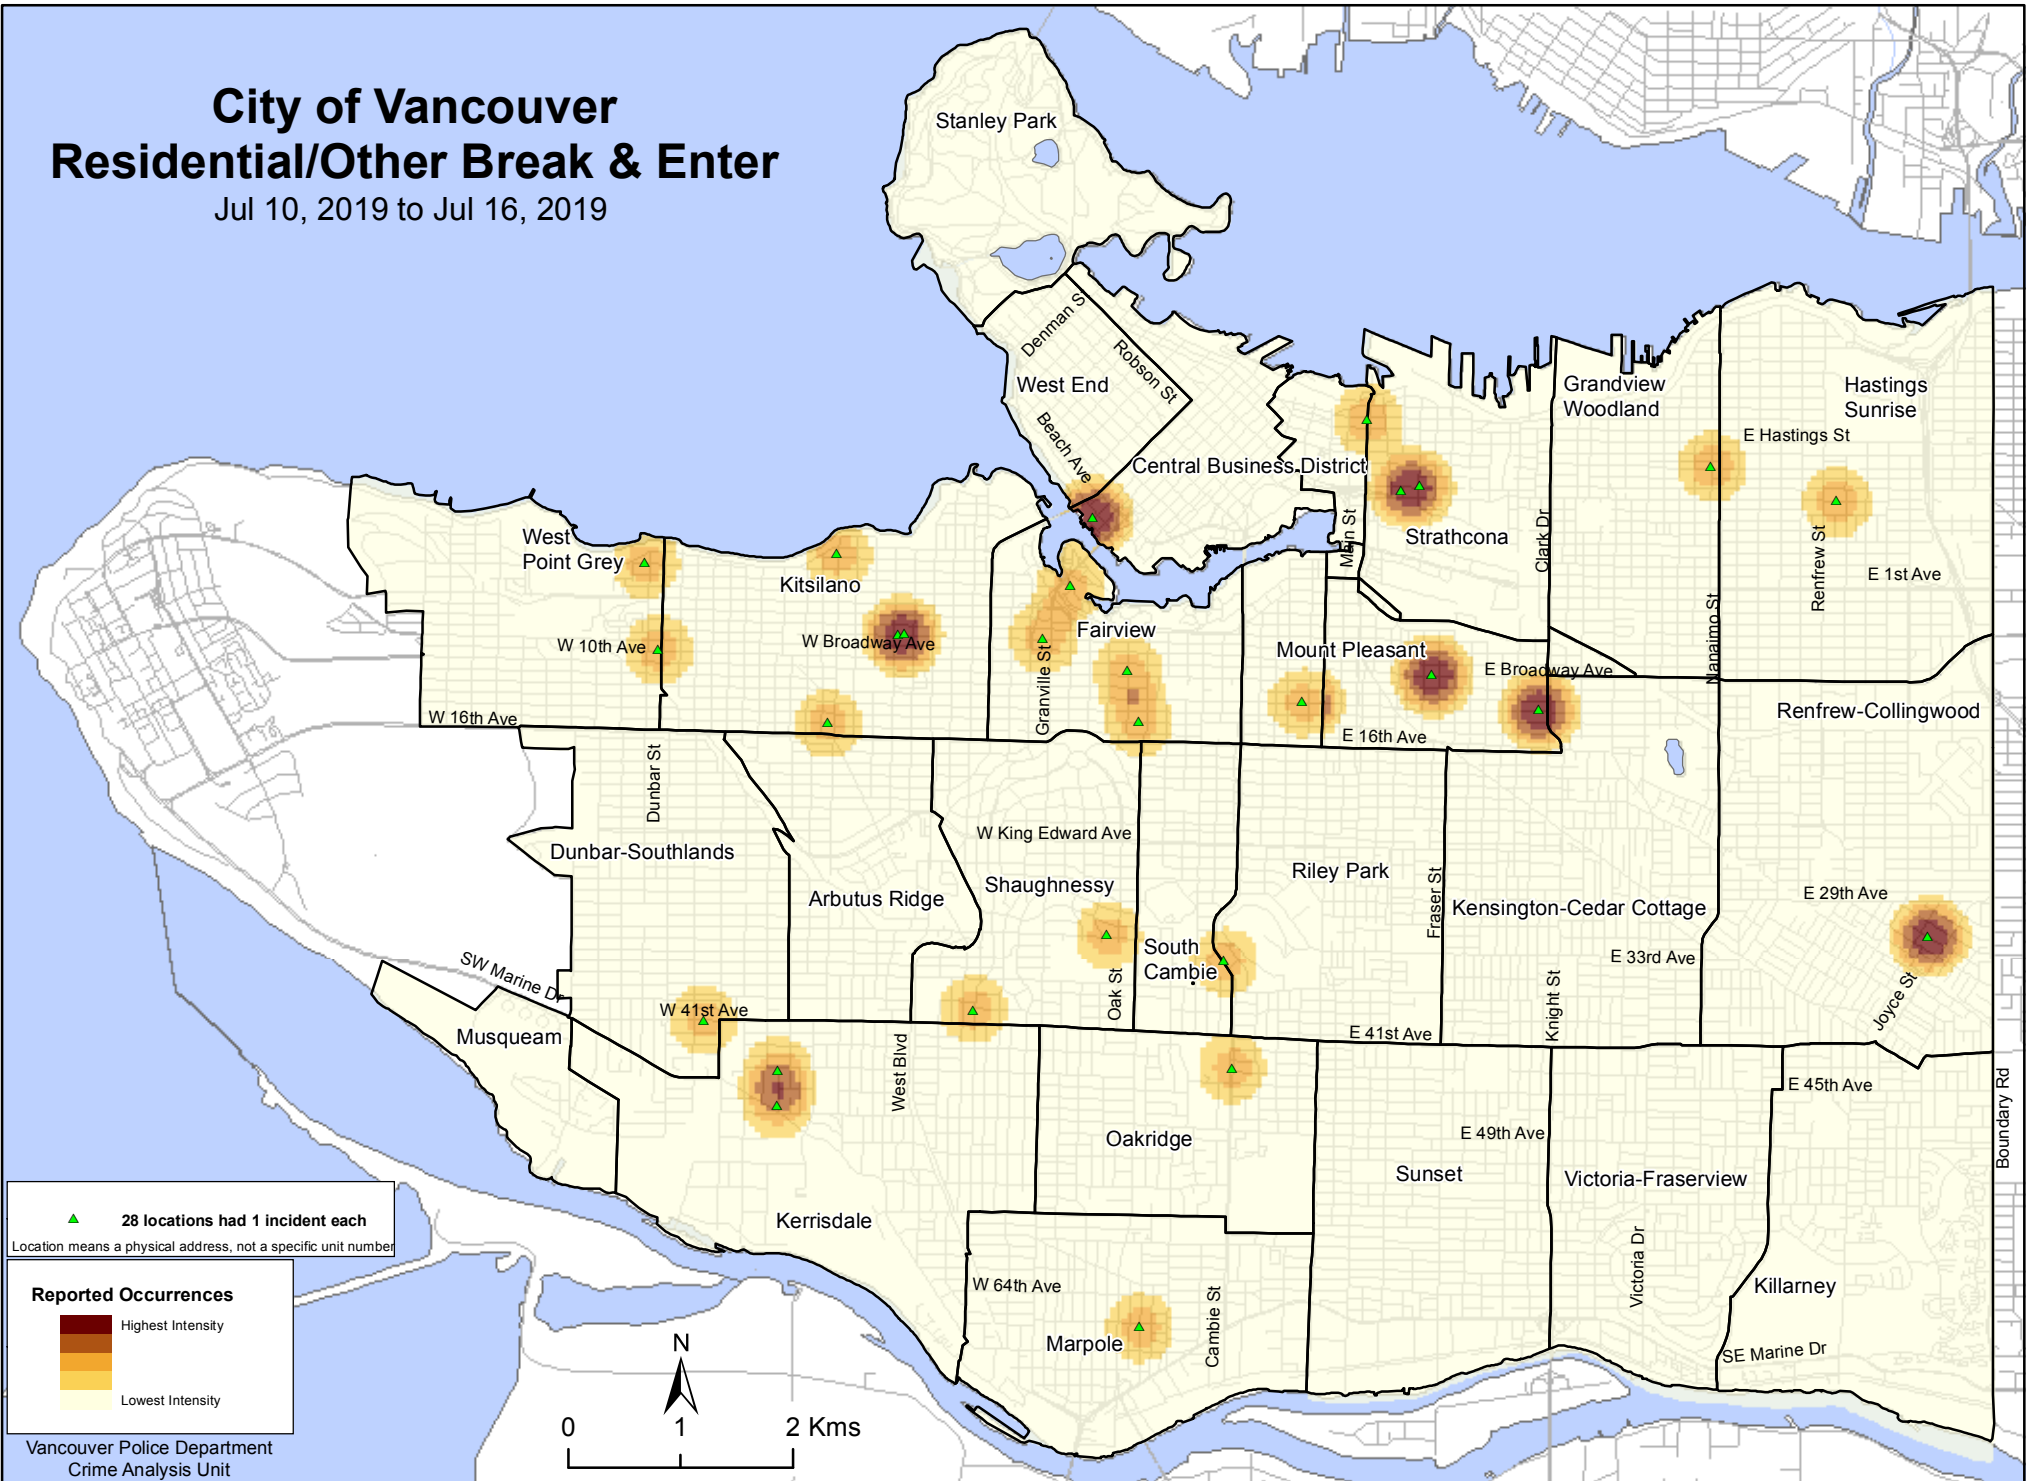 City of Vancouver
Residential/Other Break & Enter
Jul 10, 2019 to Jul 16, 2019
Stanley Park
Denman S
Robson St
West End
Beach Ave
Central Business District
Grandview
Woodland
Hastings
Sunrise
E Hastings St
Main St
Strathcona
Clark Dr
Nanaimo St
Renfrew St
E 1st Ave
West
Point Grey
Kitsilano
W 10th Ave
W Broadway Ave
Fairview
Granville St
Mount Pleasant
E Broadway Ave
W 16th Ave
E 16th Ave
Renfrew-Collingwood
Dunbar St
Dunbar-Southlands
W King Edward Ave
Arbutus Ridge
Shaughnessy
Riley Park
Fraser St
Kensington-Cedar Cottage
E 29th Ave
South
Cambie
Oak St
E 33rd Ave
Knight St
Joyce St
SW Marine Dr
W 41st Ave
E 41st Ave
Musqueam
West Blvd
E 45th Ave
Boundary Rd
Oakridge
E 49th Ave
Sunset
Victoria-Fraserview
Kerrisdale
Victoria Dr
W 64th Ave
Cambie St
Killarney
Marpole
SE Marine Dr
28 locations had 1 incident each
Location means a physical address, not a specific unit number
Reported Occurrences
Highest Intensity
Lowest Intensity
Vancouver Police Department
Crime Analysis Unit
N
0 1 2 Kms